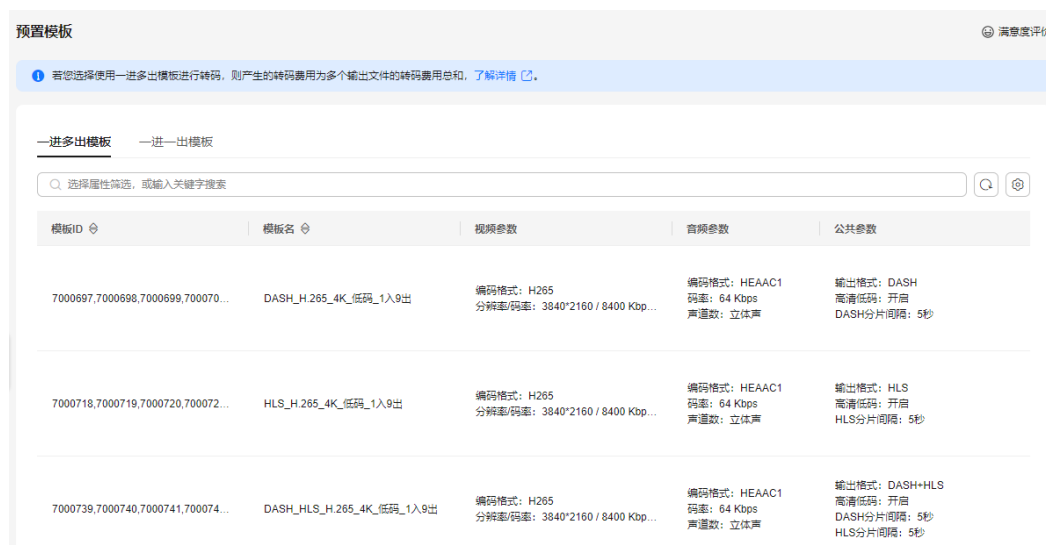 预置模板
满意度评价
若您选择使用一进多出模板进行转码，则产生的转码费用为多个输出文件的转码费用总和，了解详情。
一进多出模板 一进一出模板
选择属性筛选，或输入关键字搜索
模板ID 模板名 视频参数 音频参数 公共参数
7000697,7000698,7000699,700070...
DASH_H.265_4K_低码_1入9出
编码格式：H265
分辨率/码率：3840*2160 / 8400 Kbp...
编码格式：HEAAC1
码率：64 Kbps
声道数：立体声
输出格式：DASH
高清低码：开启
DASH分片间隔：5秒
7000718,7000719,7000720,700072...
HLS_H.265_4K_低码_1入9出
编码格式：H265
分辨率/码率：3840*2160 / 8400 Kbp...
编码格式：HEAAC1
码率：64 Kbps
声道数：立体声
输出格式：HLS
高清低码：开启
HLS分片间隔：5秒
7000739,7000740,7000741,700074...
DASH_HLS_H.265_4K_低码_1入9出
编码格式：H265
分辨率/码率：3840*2160 / 8400 Kbp...
编码格式：HEAAC1
码率：64 Kbps
声道数：立体声
输出格式：DASH+HLS
高清低码：开启
DASH分片间隔：5秒
HLS分片间隔：5秒